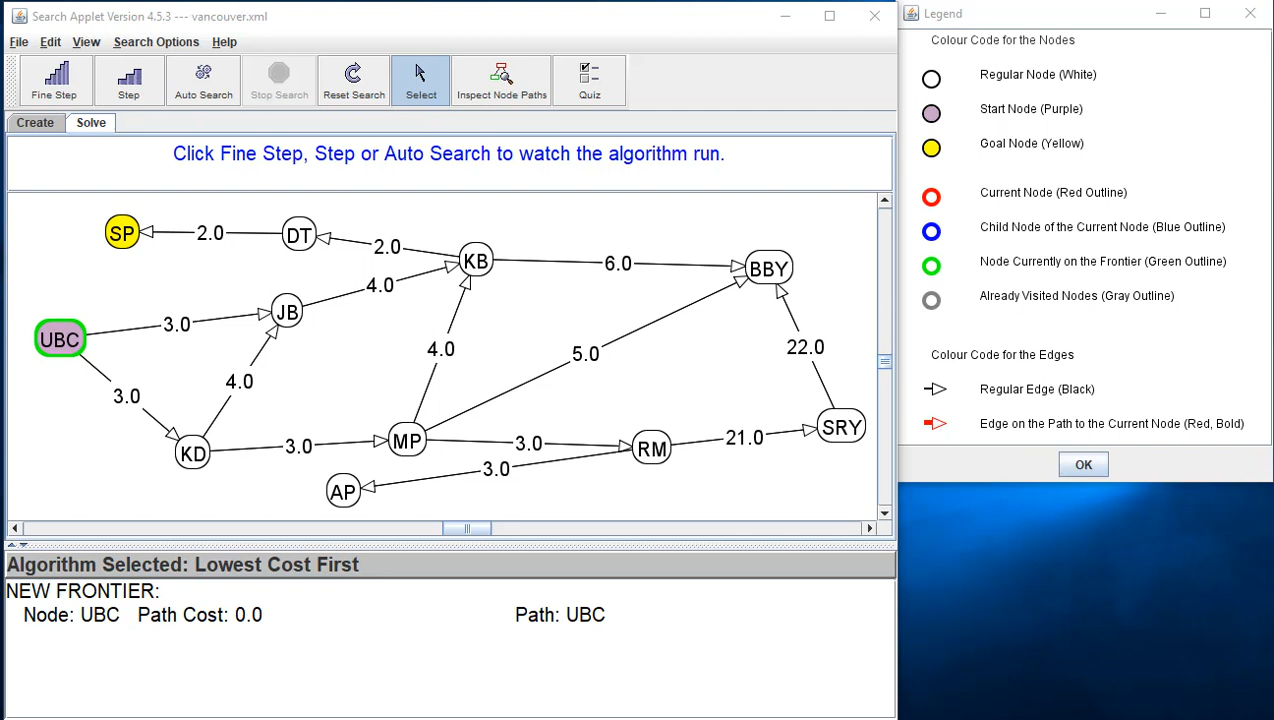 Search Applet Version 4.5.3 --- vancouver.xml
File Edit View Search Options Help
Fine Step Step Auto Search Stop Search Reset Search Select Inspect Node Paths Quiz
Create Solve
Click Fine Step, Step or Auto Search to watch the algorithm run.
SP 2.0 DT 2.0 KB 6.0 BBY
UBC 3.0 JB 4.0
3.0 4.0 4.0 5.0 22.0
KD 3.0 MP 3.0 RM 21.0 SRY
AP 3.0
Algorithm Selected: Lowest Cost First
NEW FRONTIER:
Node: UBC Path Cost: 0.0 Path: UBC
Legend
Colour Code for the Nodes
Regular Node (White)
Start Node (Purple)
Goal Node (Yellow)
Current Node (Red Outline)
Child Node of the Current Node (Blue Outline)
Node Currently on the Frontier (Green Outline)
Already Visited Nodes (Gray Outline)
Colour Code for the Edges
Regular Edge (Black)
Edge on the Path to the Current Node (Red, Bold)
OK